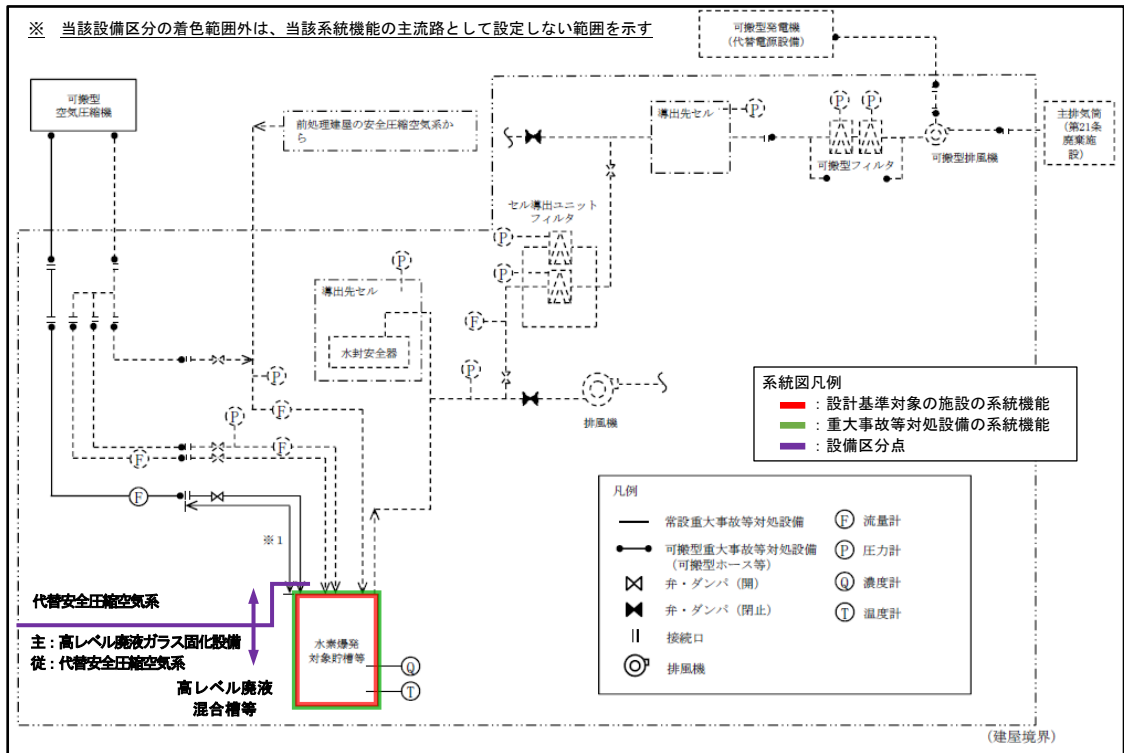 ※ 当該設備区分の着色範囲外は、当該系統機能の主流路として設定しない範囲を示す
可搬型発電機
(代替電源設備)
可搬型
空気圧縮機
前処理建屋の安全圧縮空気系か
ら
導出先セル
P
P
P
可搬型フィルタ
可搬型排風機
主排気筒
(第21条
廃棄施
設)
セル導出ユニット
フィルタ
P
P
P
導出先セル
水封安全器
F
P
排風機
P
F
P
F
F
F
※1
系統図凡例
:設計基準対象の施設の系統機能
:重大事故等対処設備の系統機能
:設備区分点
凡例
常設重大事故等対処設備
可搬型重大事故等対処設備
(可搬型ホース等)
弁・ダンパ(開)
弁・ダンパ(閉止)
接続口
排風機
F 流量計
P 圧力計
Q 濃度計
T 温度計
代替安全圧縮空気系
主:高レベル廃液ガラス固化設備
従:代替安全圧縮空気系
高レベル廃液
混合槽等
水素爆発
対象貯槽等
Q
T
(建屋境界)